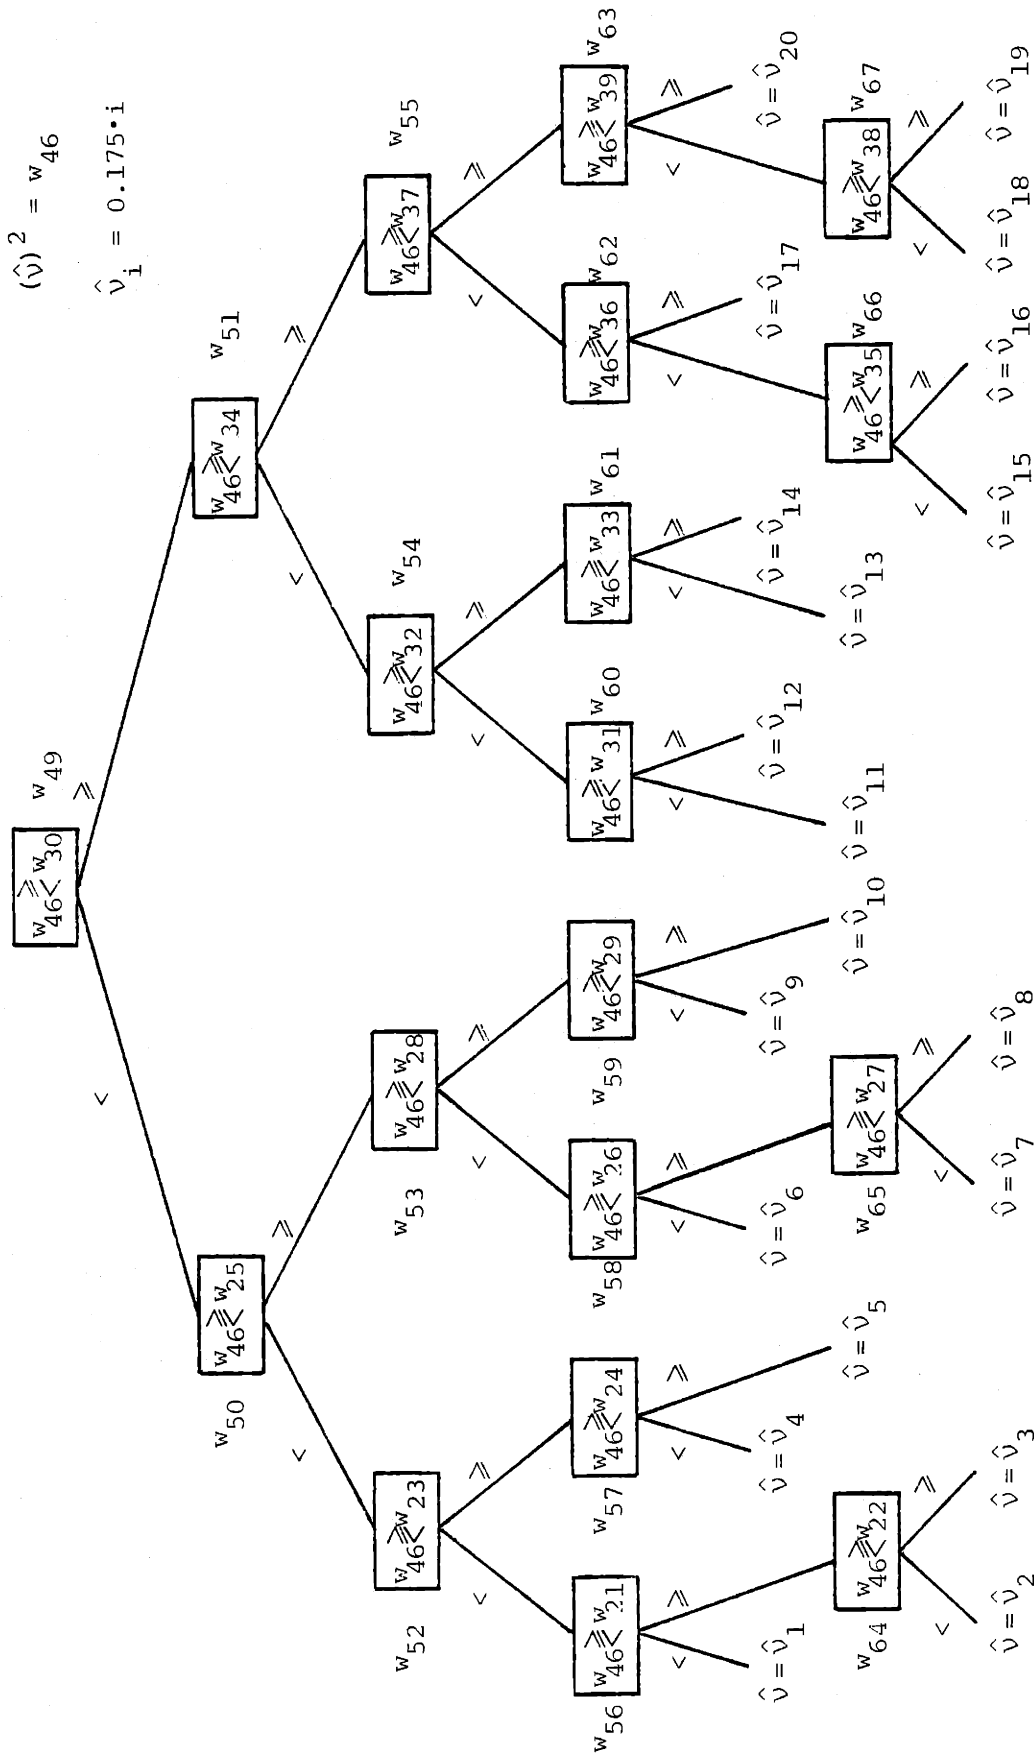 (ν̂)² = w₄₆
ν̂ᵢ = 0.175·i
w₄₉
w₄₆ ≷ w₃₀
< ≥
w₅₀
w₄₆ ≷ w₂₅
< ≥
w₅₁
w₄₆ ≷ w₃₄
< ≥
w₅₂
w₄₆ ≷ w₂₃
< ≥
w₅₃
w₄₆ ≷ w₂₈
< ≥
w₅₄
w₄₆ ≷ w₃₂
< ≥
w₅₅
w₄₆ ≷ w₃₇
< ≥
w₅₆
w₄₆ ≷ w₂₁
< ≥
w₅₇
w₄₆ ≷ w₂₄
< ≥
w₅₈
w₄₆ ≷ w₂₆
< ≥
w₅₉
w₄₆ ≷ w₂₉
< ≥
w₆₀
w₄₆ ≷ w₃₁
< ≥
w₆₁
w₄₆ ≷ w₃₃
< ≥
w₆₂
w₄₆ ≷ w₃₆
< ≥
w₆₃
w₄₆ ≷ w₃₉
< ≥
ν̂=ν̂₁
ν̂=ν̂₄
ν̂=ν̂₅
ν̂=ν̂₆
ν̂=ν̂₉
ν̂=ν̂₁₀
ν̂=ν̂₁₁
ν̂=ν̂₁₂
ν̂=ν̂₁₃
ν̂=ν̂₁₄
ν̂=ν̂₁₇
ν̂=ν̂₂₀
w₆₄
w₄₆ ≷ w₂₂
< ≥
w₆₅
w₄₆ ≷ w₂₇
< ≥
w₆₆
w₄₆ ≷ w₃₅
< ≥
w₆₇
w₄₆ ≷ w₃₈
< ≥
ν̂=ν̂₂
ν̂=ν̂₃
ν̂=ν̂₇
ν̂=ν̂₈
ν̂=ν̂₁₅
ν̂=ν̂₁₆
ν̂=ν̂₁₈
ν̂=ν̂₁₉